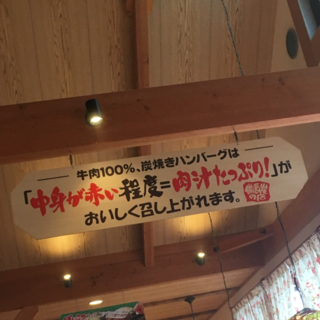 牛肉100%、炭焼きハンバーグは
「中身が赤い程度=肉汁たっぷり!」が
おいしく召し上がれます。